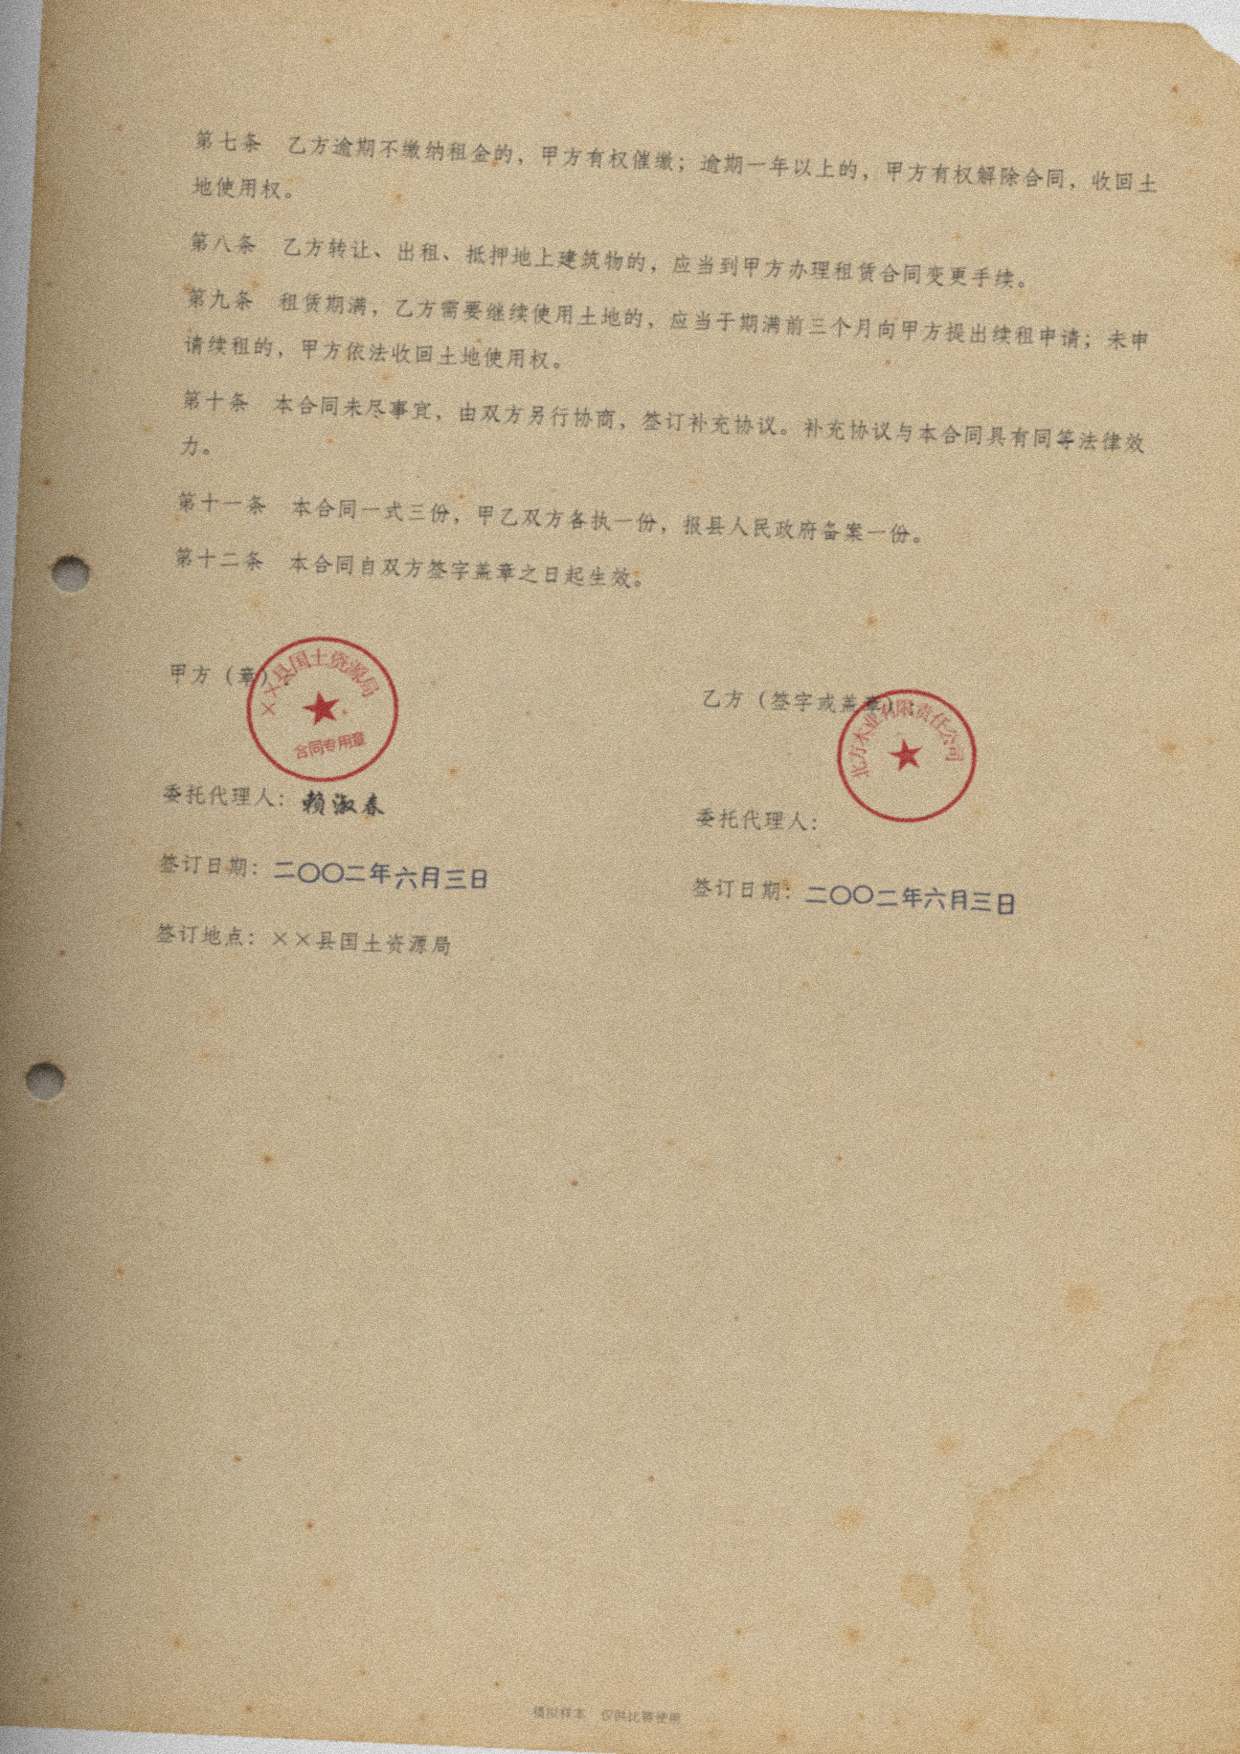 第七条　乙方逾期不缴纳租金的，甲方有权催缴；逾期一年以上的，甲方有权解除合同，收回土
地使用权。
第八条　乙方转让、出租、抵押地上建筑物的，应当到甲方办理租赁合同变更手续。
第九条　租赁期满，乙方需要继续使用土地的，应当于期满前三个月向甲方提出续租申请；未申
请续租的，甲方依法收回土地使用权。
第十条　本合同未尽事宜，由双方另行协商，签订补充协议。补充协议与本合同具有同等法律效
力。
第十一条　本合同一式三份，甲乙双方各执一份，报县人民政府备案一份。
第十二条　本合同自双方签字盖章之日起生效。
甲方（章）：
××县国土资源局
合同专用章
乙方（签字或盖章）：
北方木业有限责任公司
委托代理人：赖淑春
委托代理人：
签订日期：二〇〇二年六月三日
签订日期：二〇〇二年六月三日
签订地点：××县国土资源局
模拟样本　仅供比赛使用